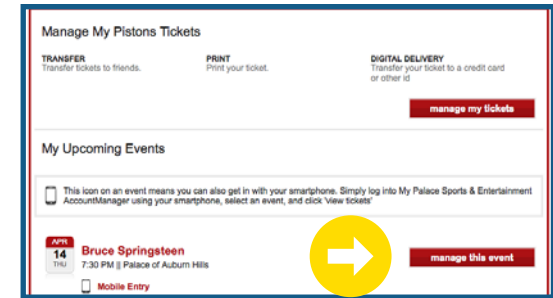 Manage My Pistons Tickets
TRANSFER
Transfer tickets to friends.
PRINT
Print your ticket.
DIGITAL DELIVERY
Transfer your ticket to a credit card
or other id
manage my tickets
My Upcoming Events
This icon on an event means you can also get in with your smartphone. Simply log into My Palace Sports & Entertainment
AccountManager using your smartphone, select an event, and click 'view tickets'
APR
14
THU
Bruce Springsteen
7:30 PM || Palace of Auburn Hills
Mobile Entry
manage this event